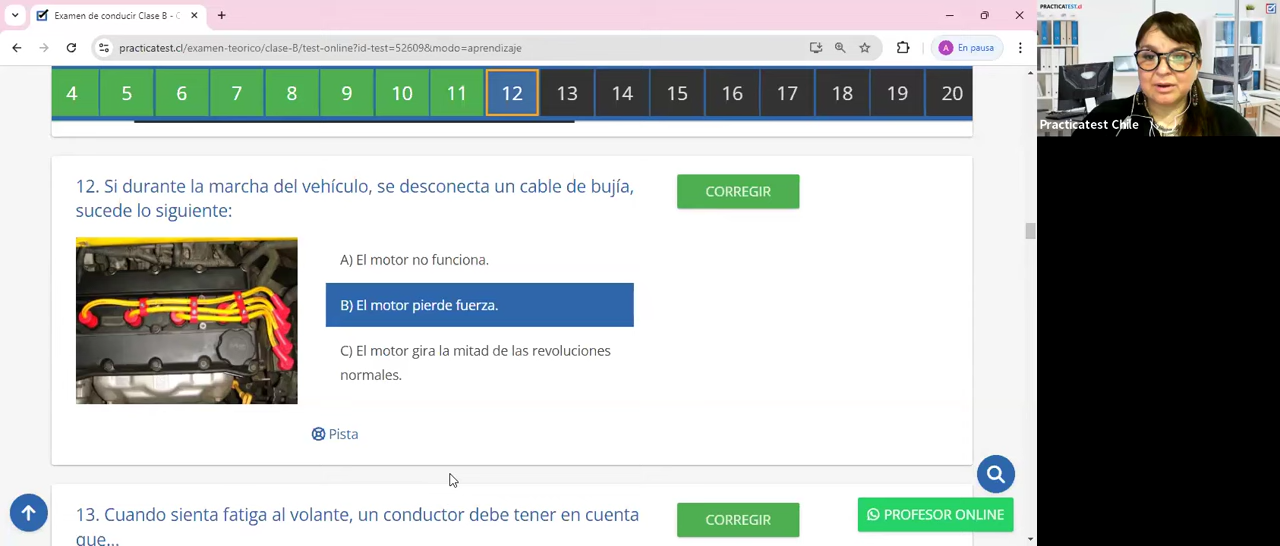 Examen de conducir Clase B - C
practicatest.cl/examen-teorico/clase-B/test-online?id-test=52609&modo=aprendizaje
A En pausa
4 5 6 7 8 9 10 11 12 13 14 15 16 17 18 19 20
12. Si durante la marcha del vehículo, se desconecta un cable de bujía,
sucede lo siguiente:
CORREGIR
A) El motor no funciona.
B) El motor pierde fuerza.
C) El motor gira la mitad de las revoluciones
normales.
Pista
13. Cuando sienta fatiga al volante, un conductor debe tener en cuenta
que...
CORREGIR
PROFESOR ONLINE
PRACTICATEST.CL
Practicatest Chile